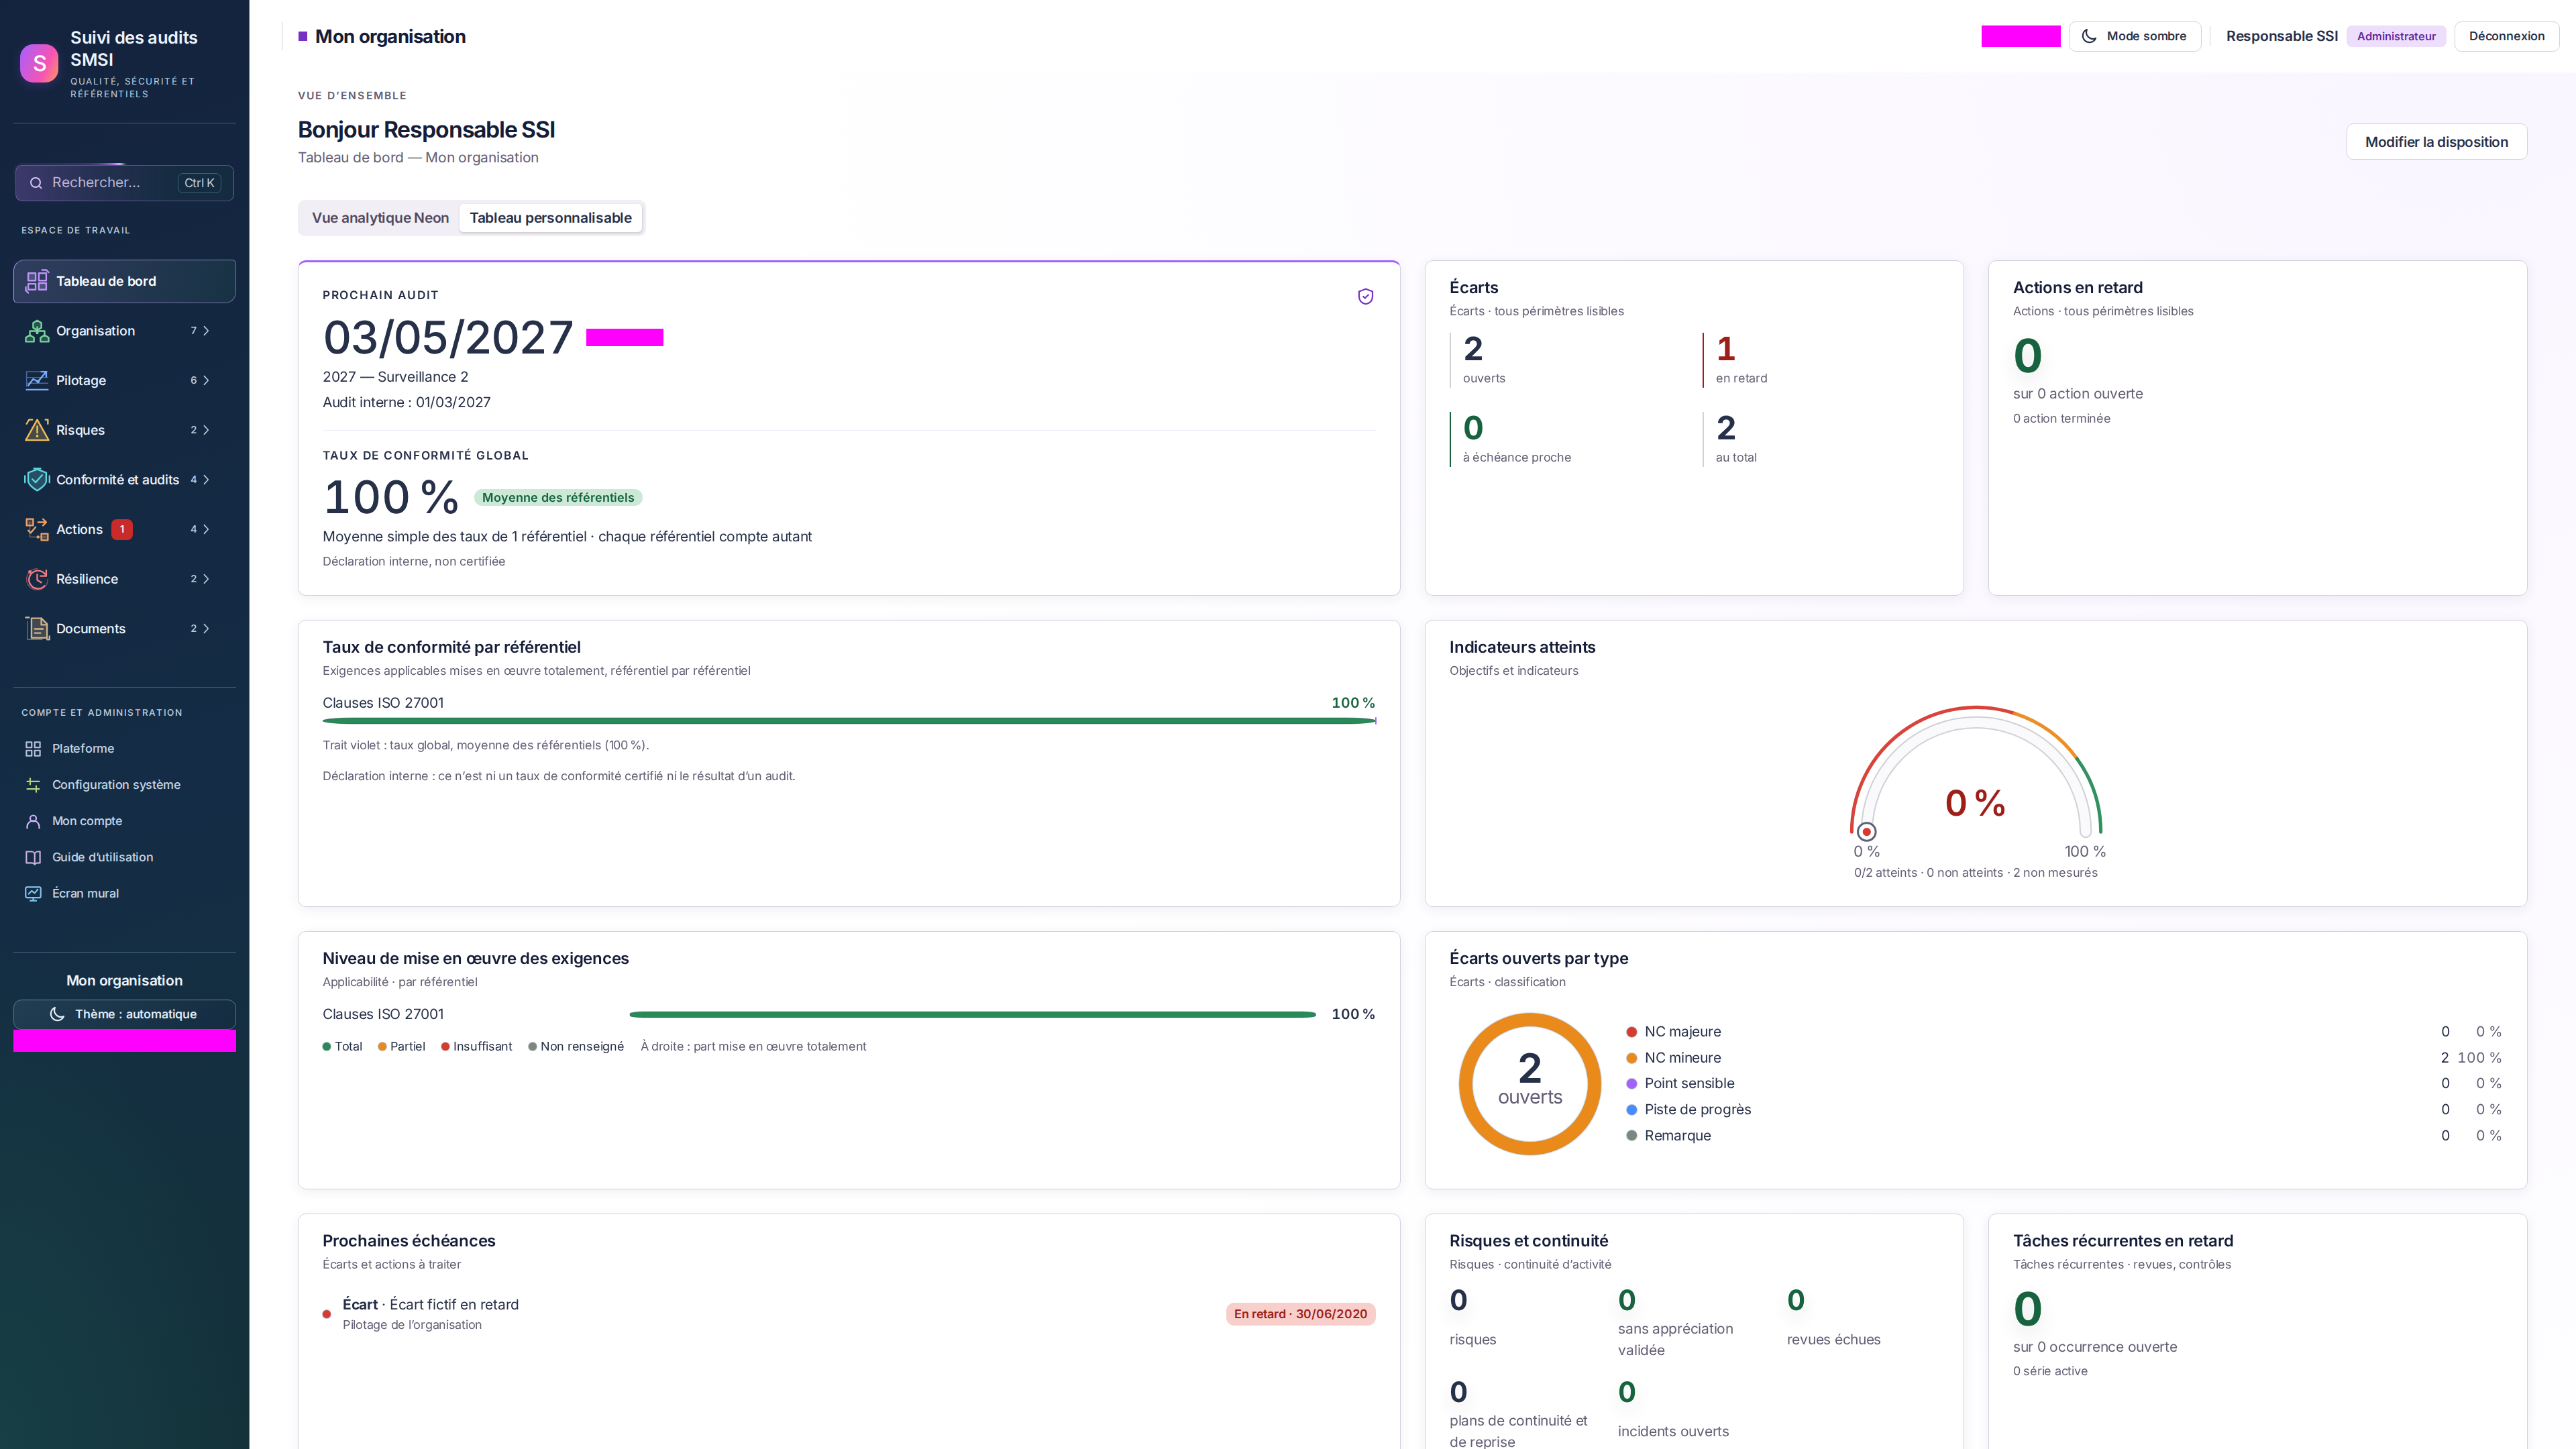 S
Suivi des audits
SMSI
QUALITÉ, SÉCURITÉ ET
RÉFÉRENTIELS
Rechercher...
Ctrl K
ESPACE DE TRAVAIL
Tableau de bord
Organisation 7
Pilotage 6
Risques 2
Conformité et audits 4
Actions 1 4
Résilience 2
Documents 2
COMPTE ET ADMINISTRATION
Plateforme
Configuration système
Mon compte
Guide d’utilisation
Écran mural
Mon organisation
Thème : automatique
Mon organisation
Mode sombre
Responsable SSI
Administrateur
Déconnexion
VUE D’ENSEMBLE
Bonjour Responsable SSI
Tableau de bord — Mon organisation
Modifier la disposition
Vue analytique Neon
Tableau personnalisable
PROCHAIN AUDIT
03/05/2027
2027 — Surveillance 2
Audit interne : 01/03/2027
TAUX DE CONFORMITÉ GLOBAL
100 % Moyenne des référentiels
Moyenne simple des taux de 1 référentiel · chaque référentiel compte autant
Déclaration interne, non certifiée
Écarts
Écarts · tous périmètres lisibles
2
ouverts
1
en retard
0
à échéance proche
2
au total
Actions en retard
Actions · tous périmètres lisibles
0
sur 0 action ouverte
0 action terminée
Taux de conformité par référentiel
Exigences applicables mises en œuvre totalement, référentiel par référentiel
Clauses ISO 27001 100 %
Trait violet : taux global, moyenne des référentiels (100 %).
Déclaration interne : ce n’est ni un taux de conformité certifié ni le résultat d’un audit.
Indicateurs atteints
Objectifs et indicateurs
0 %
0 % 100 %
0/2 atteints · 0 non atteints · 2 non mesurés
Niveau de mise en œuvre des exigences
Applicabilité · par référentiel
Clauses ISO 27001 100 %
Total Partiel Insuffisant Non renseigné À droite : part mise en œuvre totalement
Écarts ouverts par type
Écarts · classification
2
ouverts
NC majeure 0 0 %
NC mineure 2 100 %
Point sensible 0 0 %
Piste de progrès 0 0 %
Remarque 0 0 %
Prochaines échéances
Écarts et actions à traiter
Écart · Écart fictif en retard
Pilotage de l’organisation
En retard · 30/06/2020
Risques et continuité
Risques · continuité d’activité
0
risques
0
sans appréciation
validée
0
revues échues
0
plans de continuité et
de reprise
0
incidents ouverts
Tâches récurrentes en retard
Tâches récurrentes · revues, contrôles
0
sur 0 occurrence ouverte
0 série active